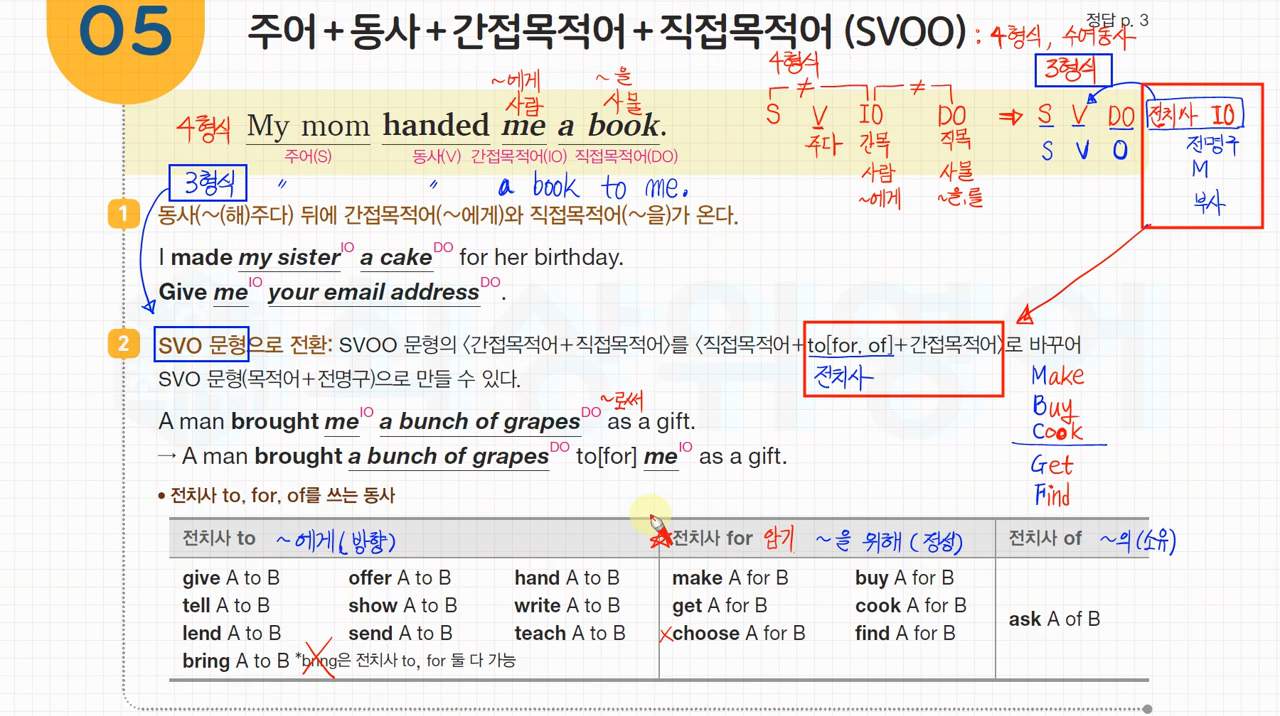 05 주어+동사+간접목적어+직접목적어 (SVOO) : 4형식, 수여동사
정답 p. 3
~에게 사람
~을 사물
4형식 My mom handed me a book.
주어(S) 동사(V) 간접목적어(IO) 직접목적어(DO)
3형식 〃 〃 a book to me.
4형식
≠ ≠
S V IO DO ⇒ S V DO 전치사 IO
3형식
주다 간목 직목
사람 사물
~에게 ~을,를
S V O 전명구
M
부사
1 동사(~(해)주다) 뒤에 간접목적어(~에게)와 직접목적어(~을)가 온다.
I made my sister IO a cake DO for her birthday.
Give me IO your email address DO.
2 SVO 문형으로 전환: SVOO 문형의 〈간접목적어+직접목적어〉를 〈직접목적어+to[for, of]+간접목적어〉로 바꾸어
SVO 문형(목적어+전명구)으로 만들 수 있다.
전치사
Make
Buy
Cook
Get
Find
~로써
A man brought me IO a bunch of grapes DO as a gift.
→ A man brought a bunch of grapes DO to[for] me IO as a gift.
• 전치사 to, for, of를 쓰는 동사
전치사 to ~에게(방향) 전치사 for 암기 ~을 위해(정성) 전치사 of ~의(소유)
give A to B offer A to B hand A to B make A for B buy A for B
tell A to B show A to B write A to B get A for B cook A for B
ask A of B
lend A to B send A to B teach A to B choose A for B find A for B
bring A to B *bring은 전치사 to, for 둘 다 가능